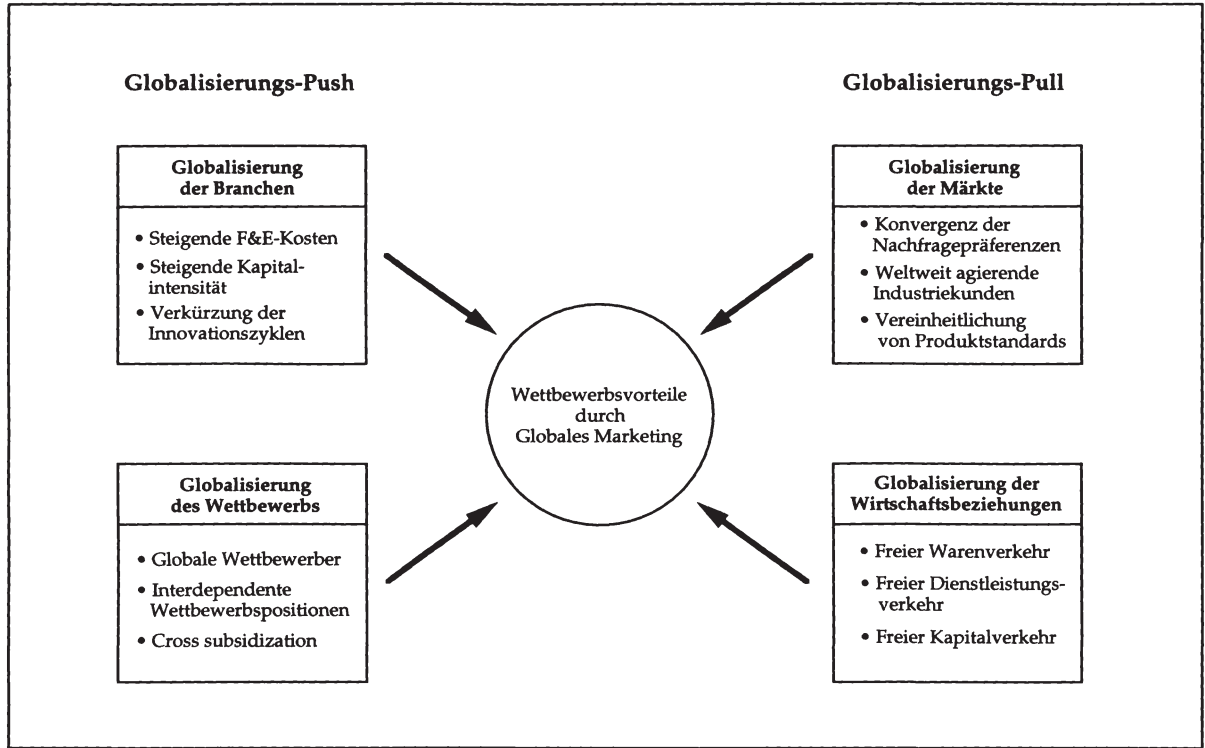 Globalisierungs-Push
Globalisierung
der Branchen
• Steigende F&E-Kosten
• Steigende Kapital-
intensität
• Verkürzung der
Innovationszyklen
Globalisierung
des Wettbewerbs
• Globale Wettbewerber
• Interdependente
Wettbewerbspositionen
• Cross subsidization
Wettbewerbsvorteile
durch
Globales Marketing
Globalisierungs-Pull
Globalisierung
der Märkte
• Konvergenz der
Nachfragepräferenzen
• Weltweit agierende
Industriekunden
• Vereinheitlichung
von Produktstandards
Globalisierung der
Wirtschaftsbeziehungen
• Freier Warenverkehr
• Freier Dienstleistungs-
verkehr
• Freier Kapitalverkehr